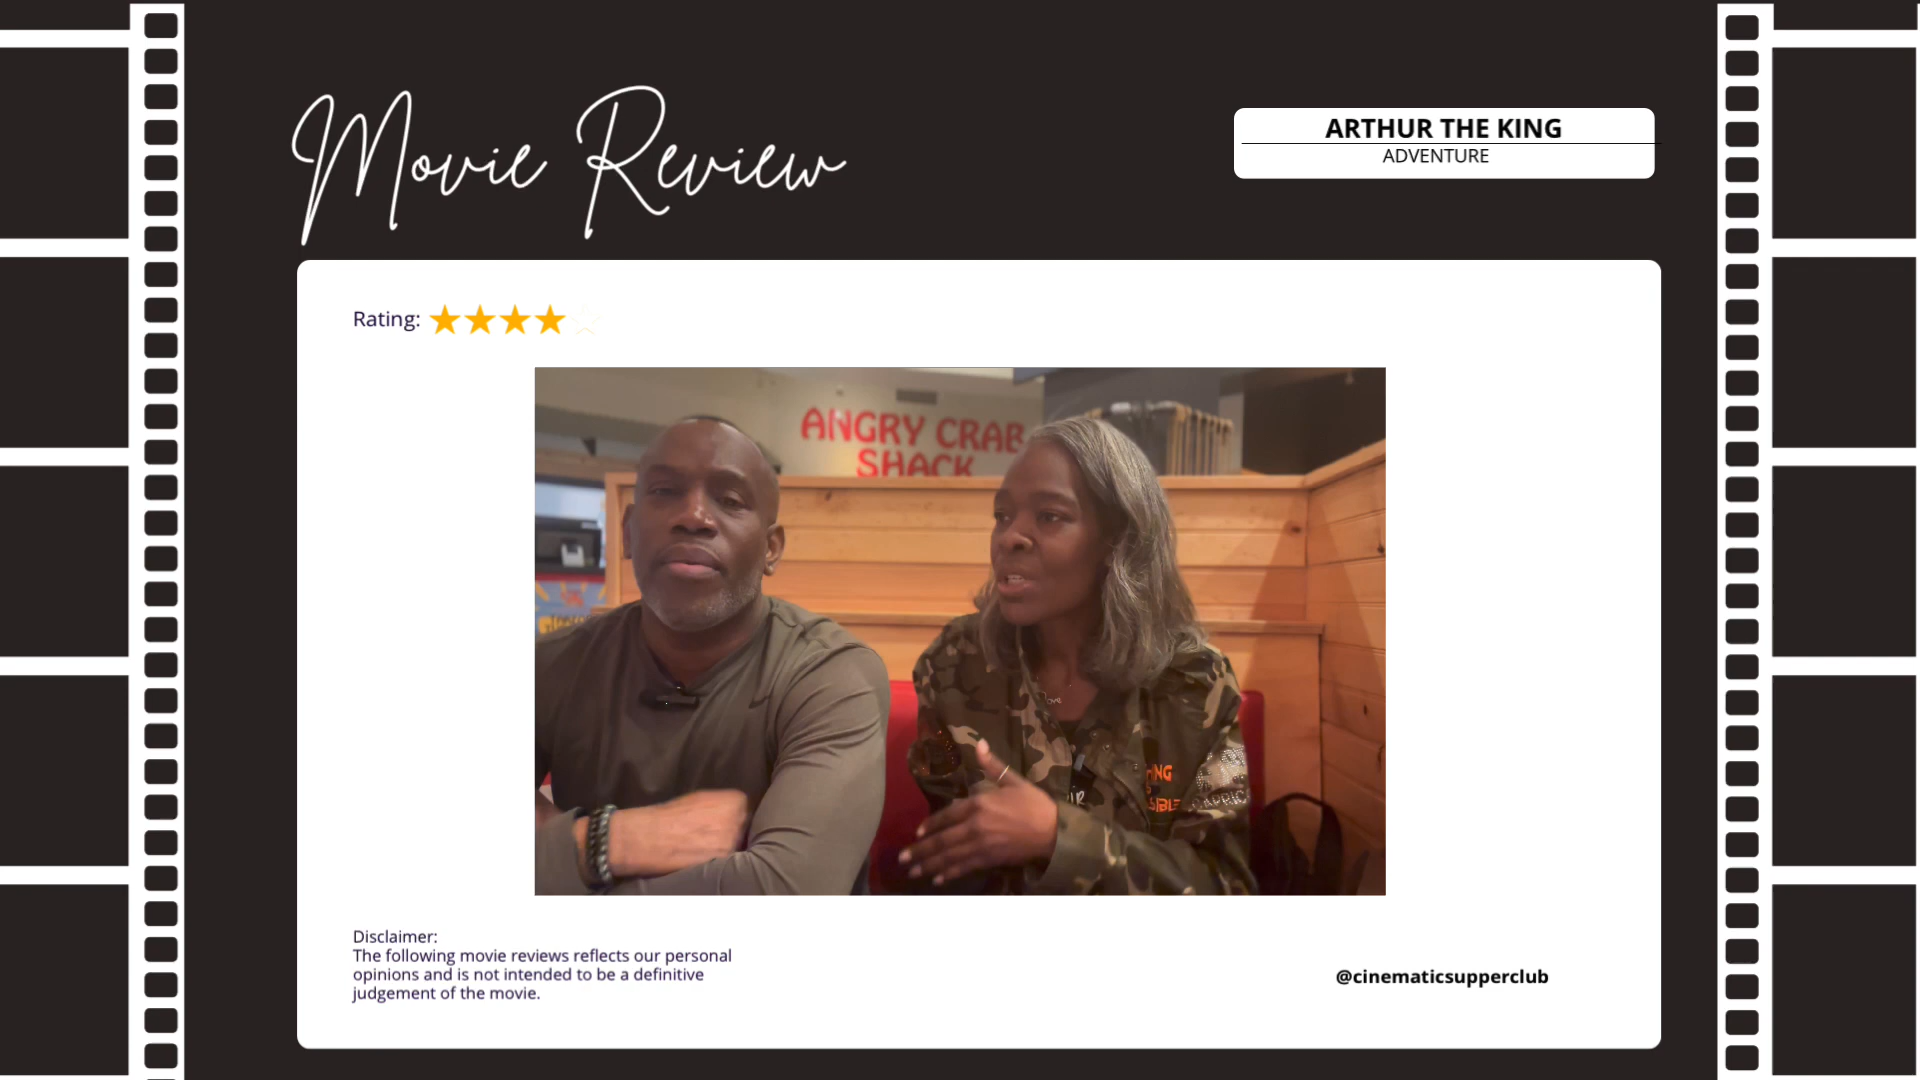 Movie Review
ARTHUR THE KING
ADVENTURE
Rating:
ANGRY CRAB
SHACK
Disclaimer:
The following movie reviews reflects our personal
opinions and is not intended to be a definitive
judgement of the movie.
@cinematicsupperclub